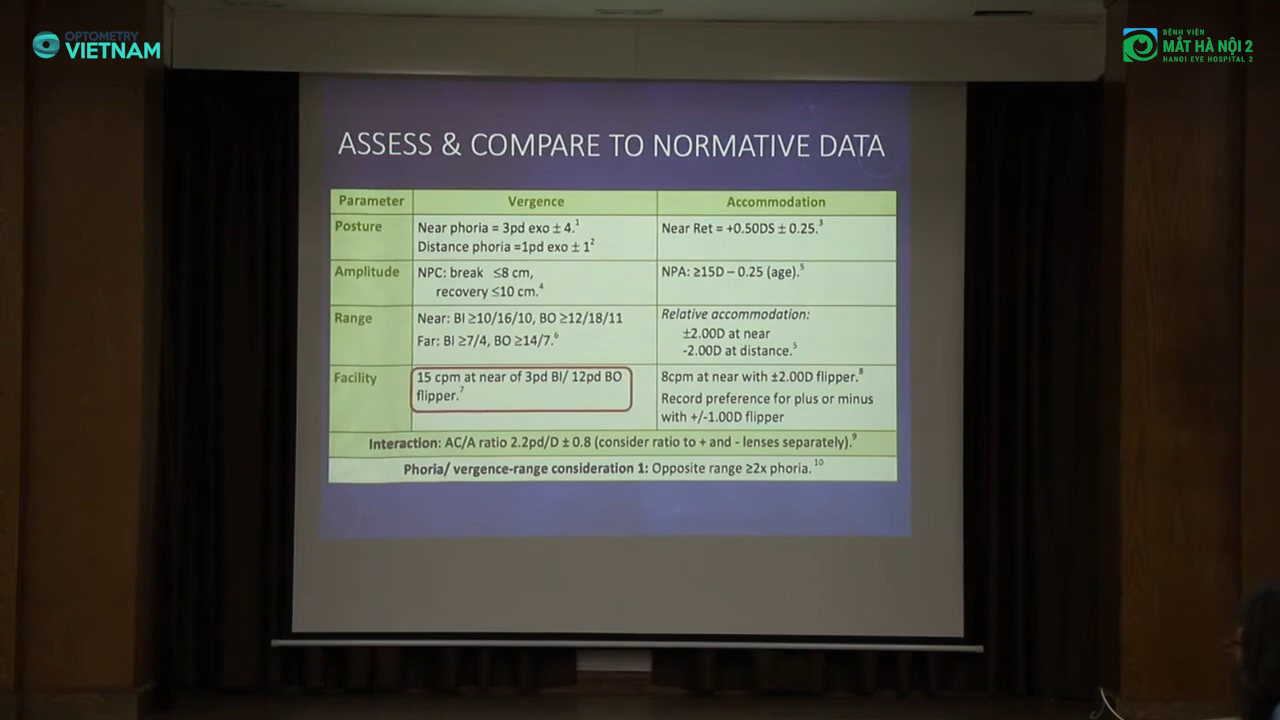 OPTOMETRY
VIETNAM
BỆNH VIỆN
MẮT HÀ NỘI 2
HANOI EYE HOSPITAL 2
ASSESS & COMPARE TO NORMATIVE DATA
Parameter Vergence Accommodation
Posture
Near phoria = 3pd exo ± 4.¹
Distance phoria =1pd exo ± 1²
Near Ret = +0.50DS ± 0.25.³
Amplitude
NPC: break ≤8 cm,
recovery ≤10 cm.⁴
NPA: ≥15D – 0.25 (age).⁵
Range
Near: BI ≥10/16/10, BO ≥12/18/11
Far: BI ≥7/4, BO ≥14/7.⁶
Relative accommodation:
±2.00D at near
-2.00D at distance.⁵
Facility
15 cpm at near of 3pd BI/ 12pd BO
flipper.⁷
8cpm at near with ±2.00D flipper.⁸
Record preference for plus or minus
with +/-1.00D flipper
Interaction: AC/A ratio 2.2pd/D ± 0.8 (consider ratio to + and - lenses separately).⁹
Phoria/ vergence-range consideration 1: Opposite range ≥2x phoria.¹⁰